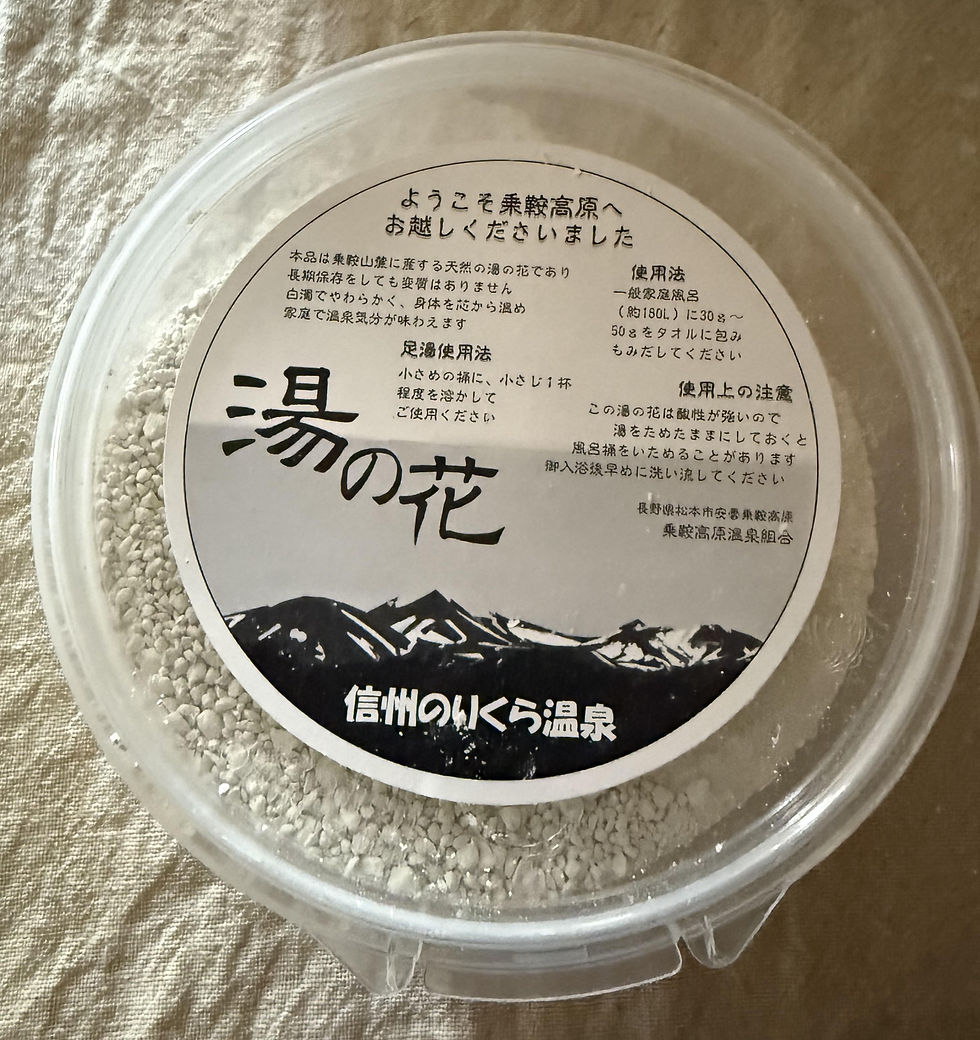 ようこそ乗鞍高原へ
お越しくださいました
本品は乗鞍山麓に産する天然の湯の花であり
長期保存をしても変質はありません
白濁でやわらかく、身体を芯から温め
家庭で温泉気分が味わえます
足湯使用法
小さめの桶に、小さじ1杯
程度を溶かして
ご使用ください
使用法
一般家庭風呂
(約180L)に30g〜
50gをタオルに包み
もみだしてください
使用上の注意
この湯の花は酸性が強いので
湯をためたままにしておくと
風呂桶をいためることがあります
御入浴後早めに洗い流してください
長野県松本市安曇乗鞍高原
乗鞍高原温泉組合
湯の花
信州のりくら温泉